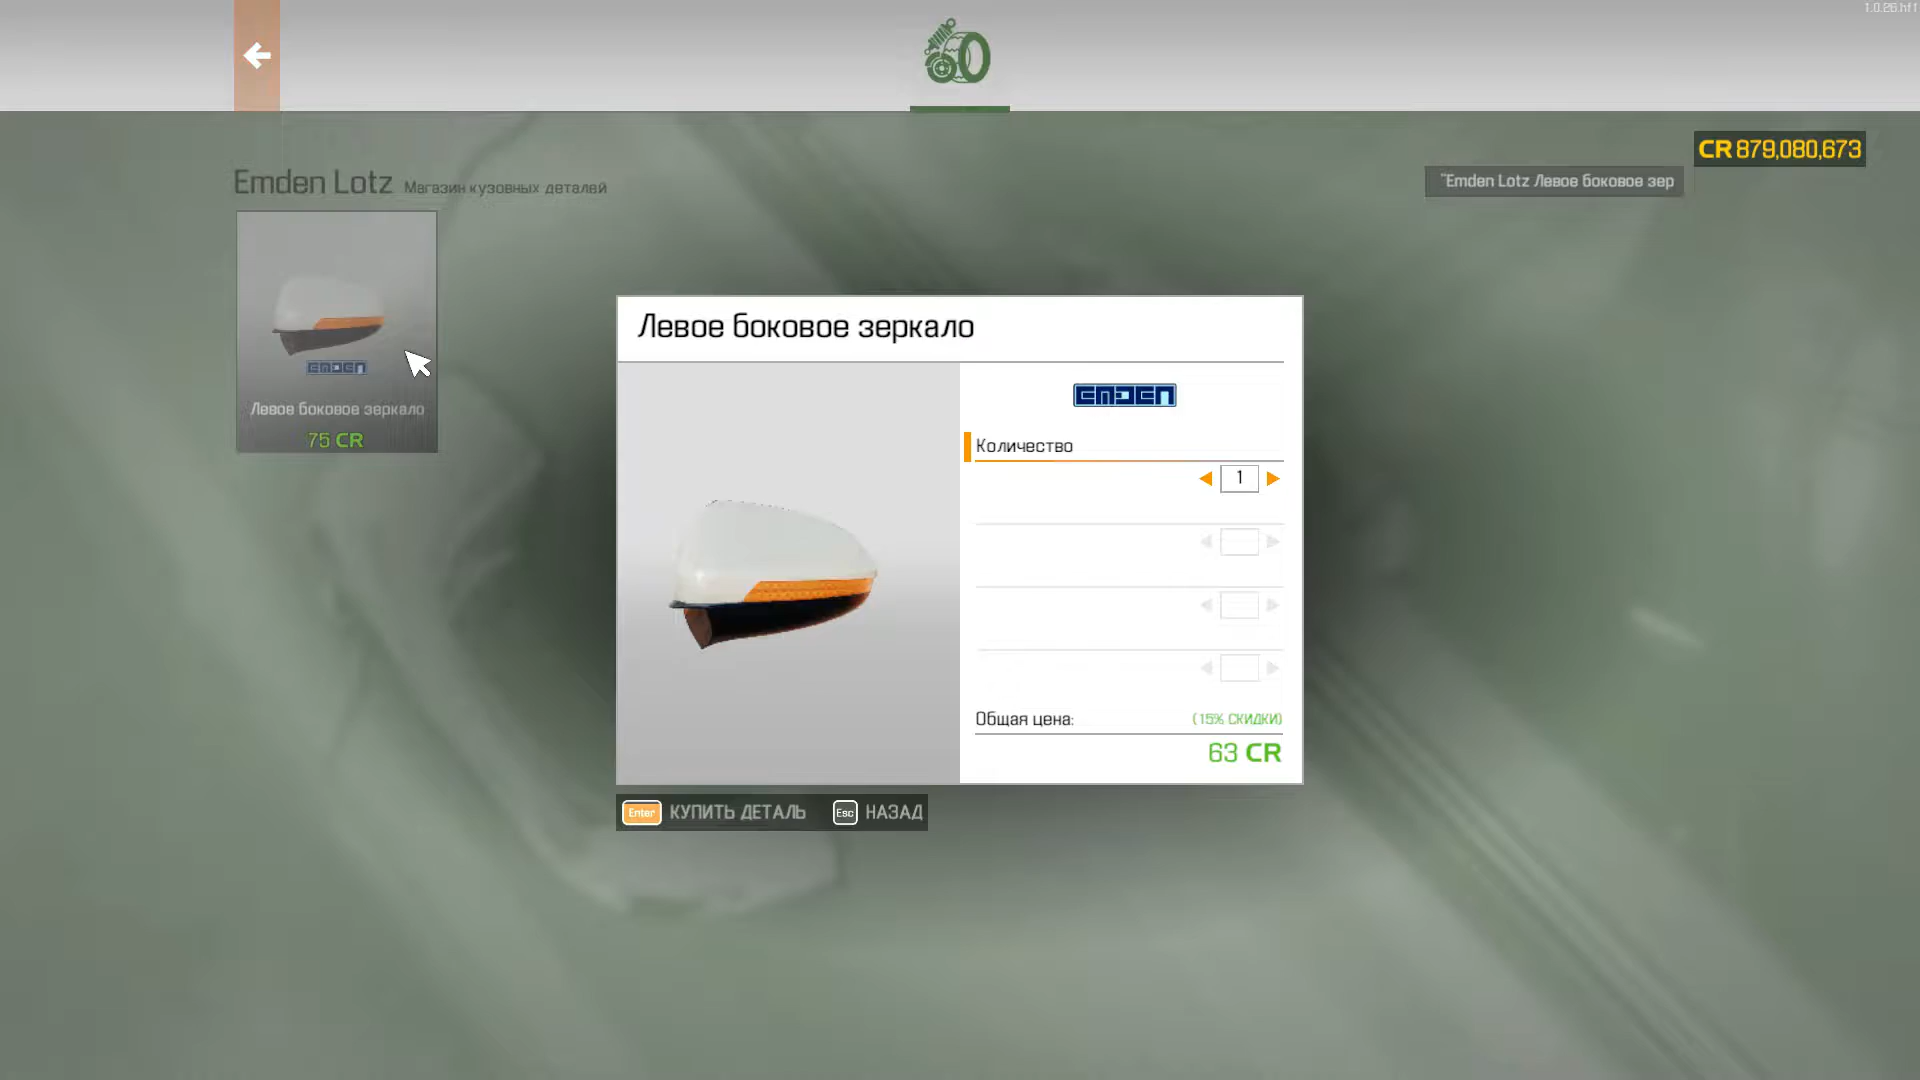 1.0.26.hf1
CR 879,080,673
Emden Lotz Магазин кузовных деталей
"Emden Lotz Левое боковое зер
EMDEN
Левое боковое зеркало
75 CR
Левое боковое зеркало
EMDEN
Количество
1
Общая цена: (15% СКИДКИ)
63 CR
Enter КУПИТЬ ДЕТАЛЬ Esc НАЗАД